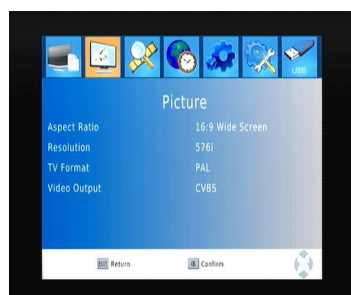 USB
Picture
Aspect Ratio 16:9 Wide Screen
Resolution 576i
TV Format PAL
Video Output CVBS
EXIT Return OK Confirm